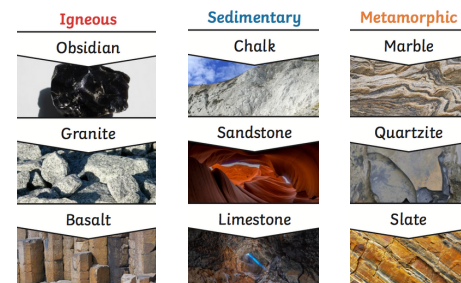 Igneous
Sedimentary
Metamorphic
Obsidian
Chalk
Marble
Granite
Sandstone
Quartzite
Basalt
Limestone
Slate